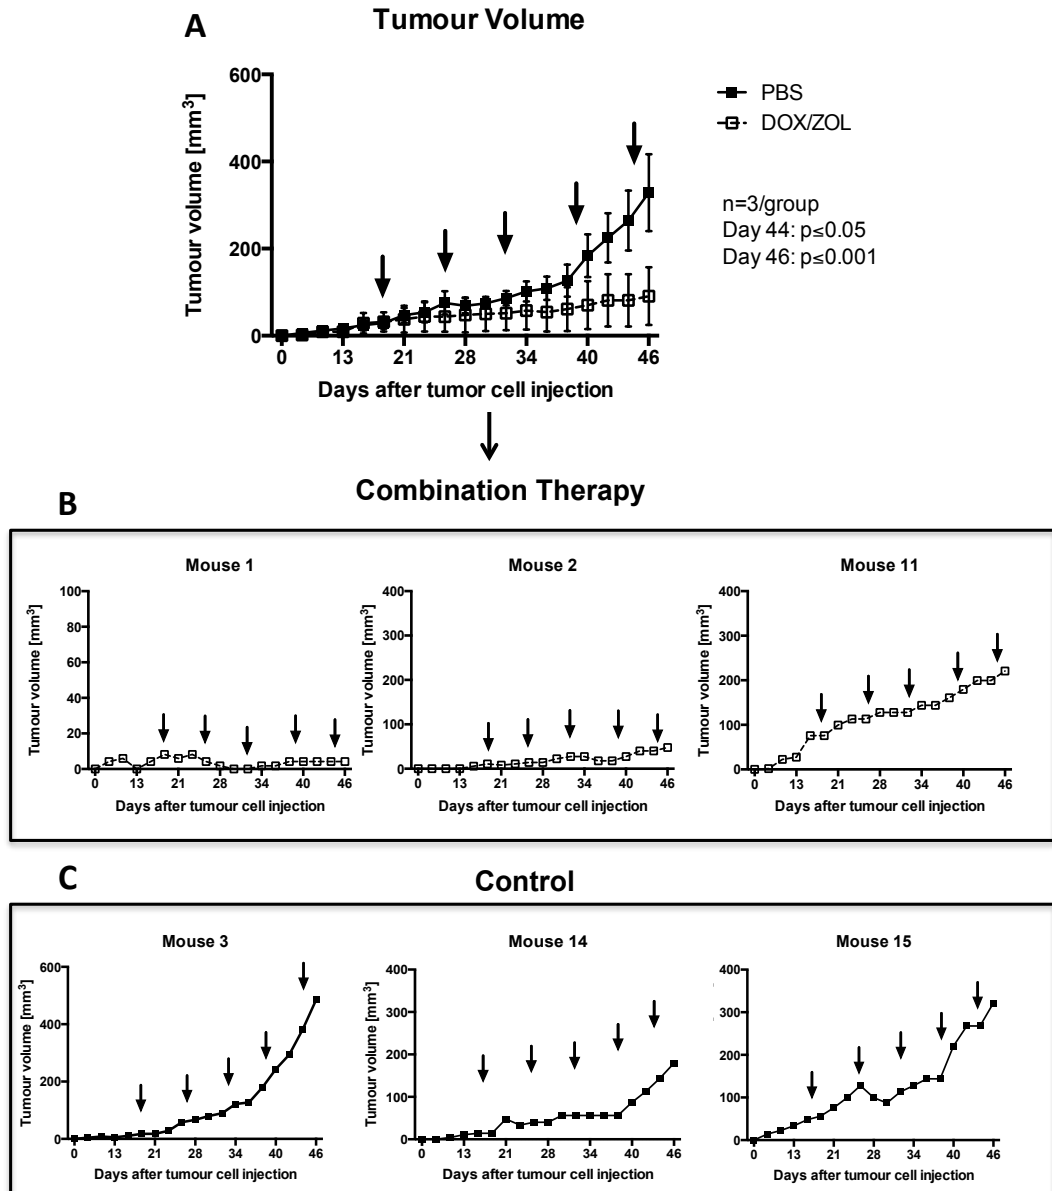 A
Tumour Volume
Tumour volume [mm³]
600
400
200
0
0 13 21 28 34 40 46
Days after tumor cell injection
PBS
DOX/ZOL
n=3/group
Day 44: p≤0.05
Day 46: p≤0.001
B
Combination Therapy
Mouse 1
Tumour volume [mm³]
100
80
60
40
20
0
0 13 21 28 34 40 46
Days after tumour cell injection
Mouse 2
Tumour volume [mm³]
400
300
200
100
0
0 13 21 28 34 40 46
Days after tumour cell injection
Mouse 11
Tumour volume [mm³]
400
300
200
100
0
0 13 21 28 34 40 46
Days after tumour cell injection
C
Control
Mouse 3
Tumour volume [mm³]
600
400
200
0
0 13 21 28 34 40 46
Days after tumour cell injection
Mouse 14
Tumour volume [mm³]
400
300
200
100
0
0 13 21 28 34 40 46
Days after tumour cell injection
Mouse 15
Tumour volume [mm³]
400
300
200
100
0
0 13 21 28 34 40 46
Days after tumour cell injection